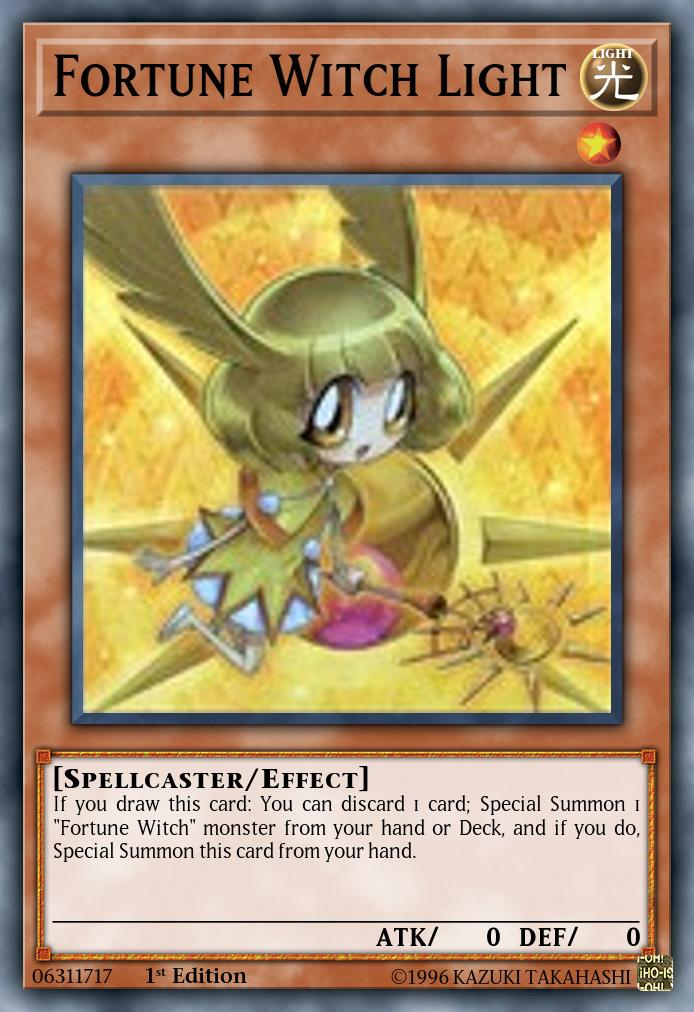 Fortune Witch Light
LIGHT
光
[Spellcaster/Effect]
If you draw this card: You can discard 1 card; Special Summon 1
"Fortune Witch" monster from your hand or Deck, and if you do,
Special Summon this card from your hand.
ATK/ 0 DEF/ 0
06311717 1st Edition ©1996 KAZUKI TAKAHASHI